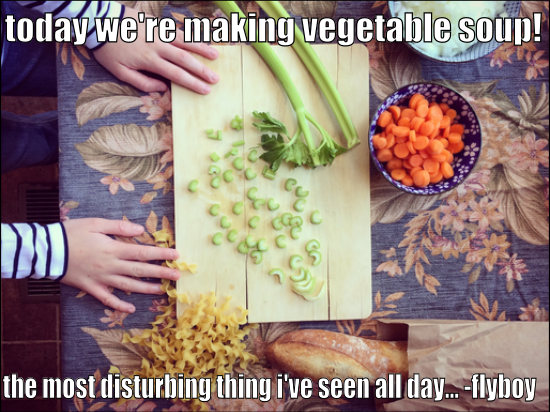 today we're making vegetable soup!
the most disturbing thing i've seen all day... -flyboy